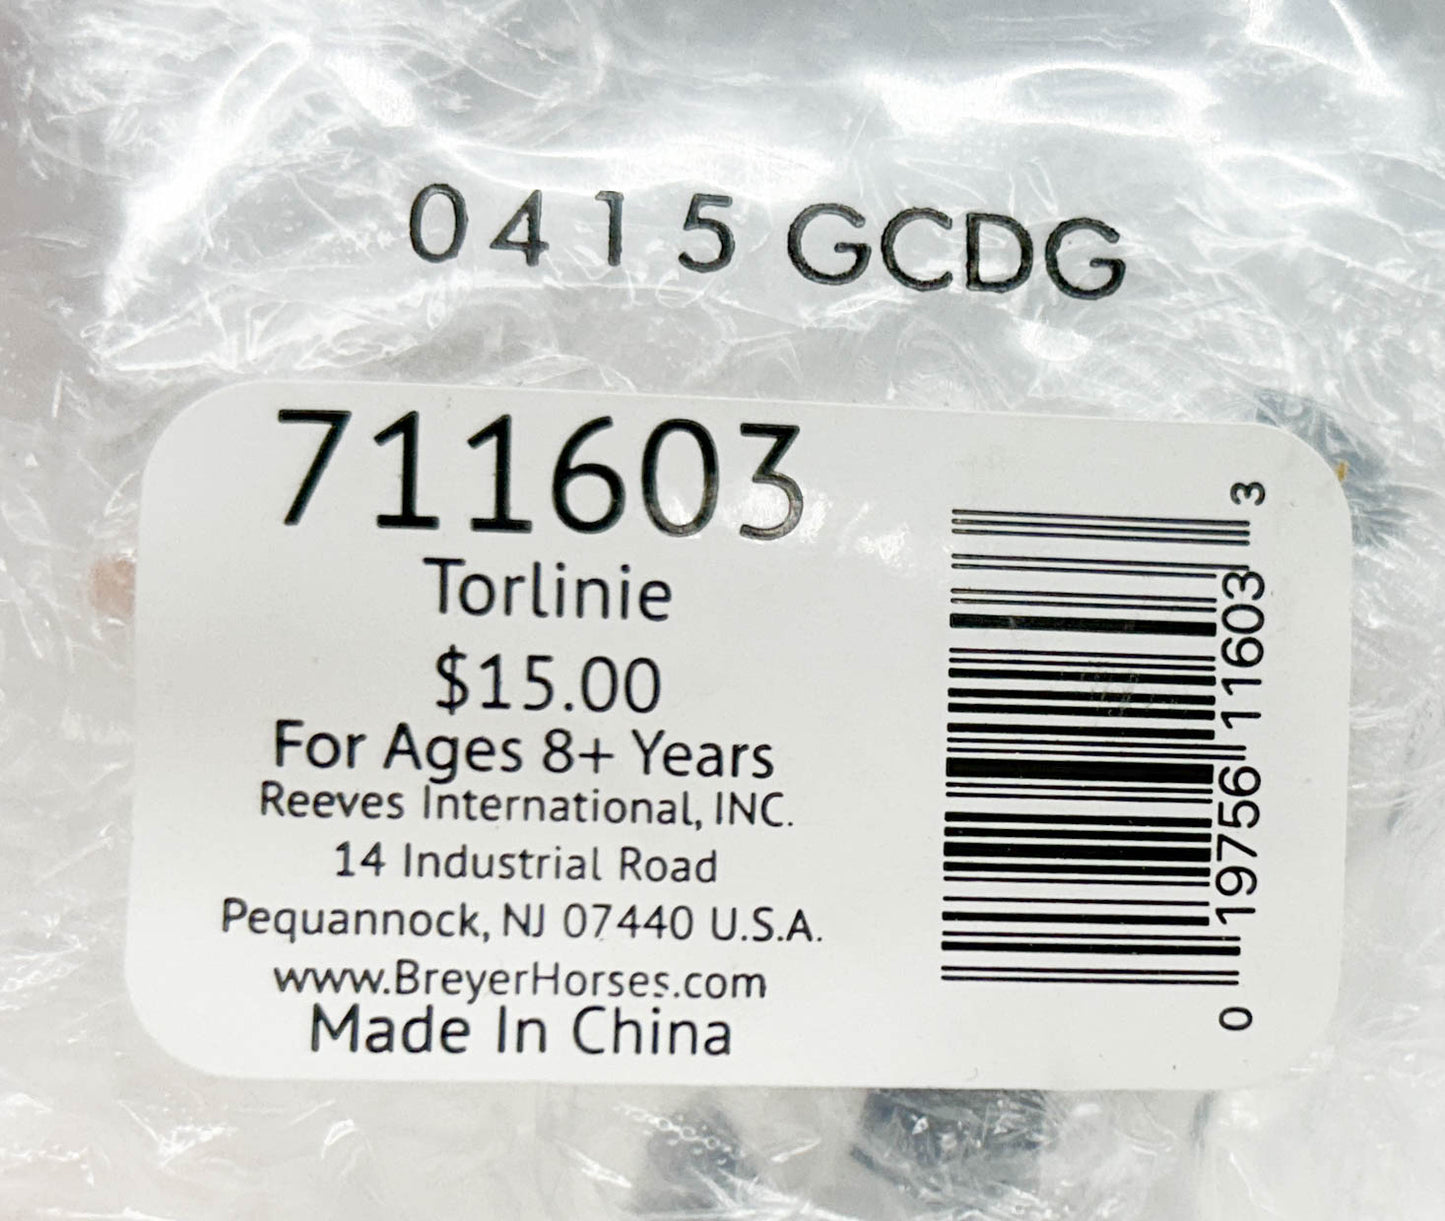 0415 GCDG
711603
Torlinie
$15.00
For Ages 8+ Years
Reeves International, INC.
14 Industrial Road
Pequannock, NJ 07440 U.S.A.
www.BreyerHorses.com
Made In China
0 19756 11603 3